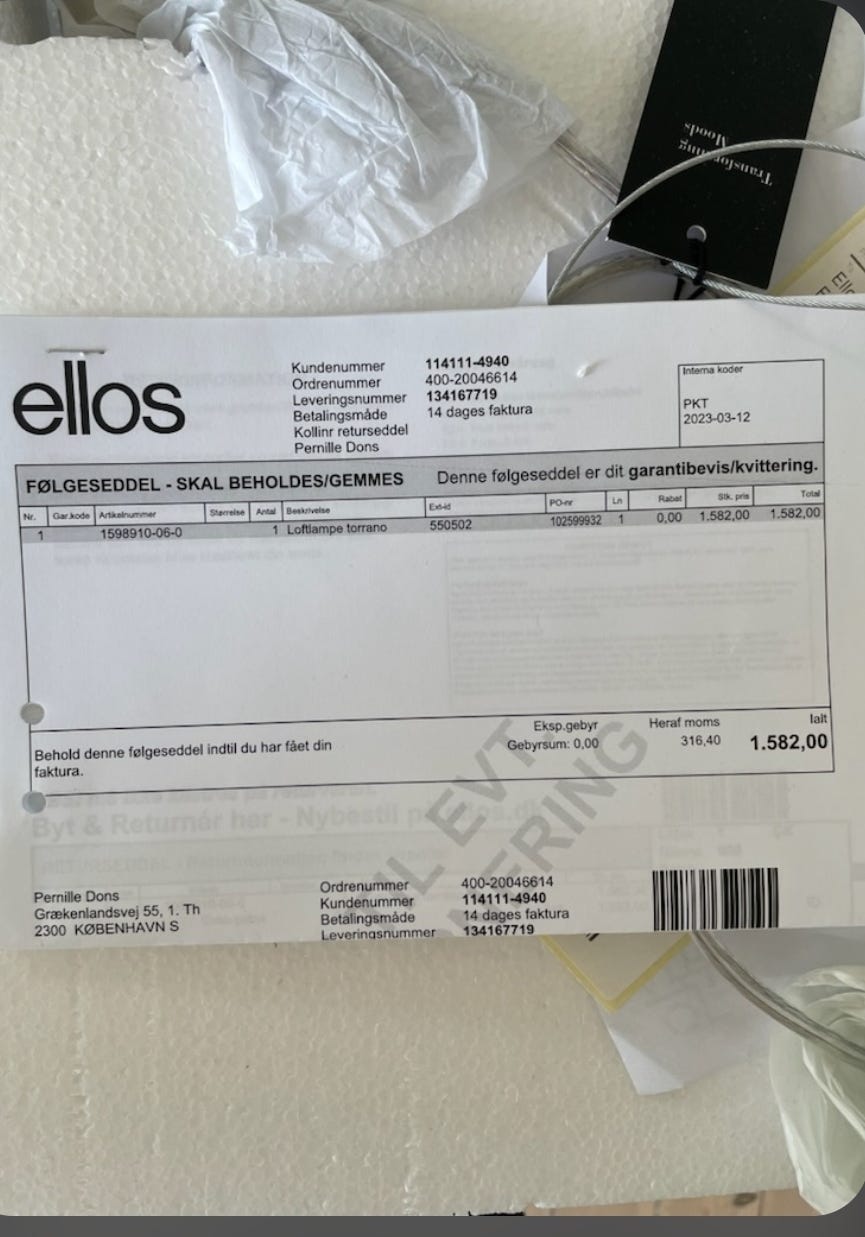 Transforming
Moods
ellos
Kundenummer 114111-4940
Ordrenummer 400-20046614
Leveringsnummer 134167719
Betalingsmåde 14 dages faktura
Kollinr returseddel
Pernille Dons
Interna koder
PKT
2023-03-12
FØLGESEDDEL - SKAL BEHOLDES/GEMMES Denne følgeseddel er dit garantibevis/kvittering.
Nr. Gar.kode Artikelnummer Størrelse Antal Beskrivelse Ext-id PO-nr Ln Rabat Stk. pris Total
1 1598910-06-0 1 Loftlampe torrano 550502 102599932 1 0,00 1.582,00 1.582,00
Behold denne følgeseddel indtil du har fået din
faktura.
Eksp.gebyr Heraf moms Ialt
Gebyrsum: 0,00 316,40 1.582,00
Byt & Returnér her - Nybestil
EVT.
Pernille Dons
Grækenlandsvej 55, 1. Th
2300 KØBENHAVN S
Ordrenummer 400-20046614
Kundenummer 114111-4940
Betalingsmåde 14 dages faktura
Leveringsnummer 134167719